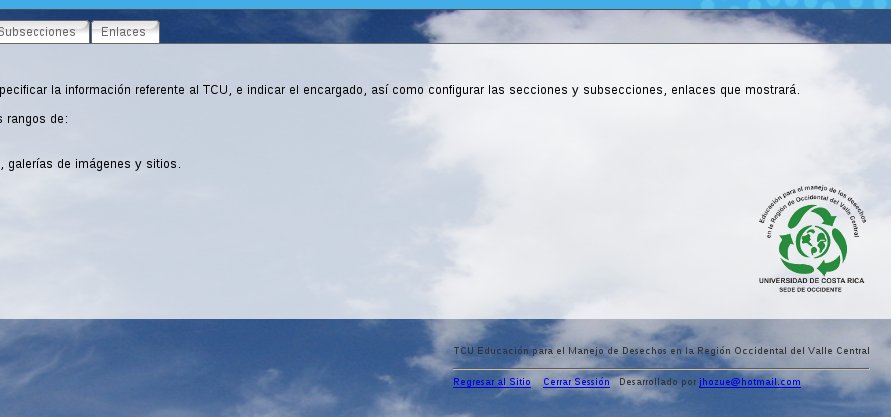 Subsecciones Enlaces
pecificar la información referente al TCU, e indicar el encargado, así como configurar las secciones y subsecciones, enlaces que mostrará.
s rangos de:
, galerías de imágenes y sitios.
Educación para el manejo de los desechos
en la Región de Occidental del Valle Central
UNIVERSIDAD DE COSTA RICA
SEDE DE OCCIDENTE
TCU Educación para el Manejo de Desechos en la Región Occidental del Valle Central
Regresar al Sitio Cerrar Sessión Desarrollado por jhozue@hotmail.com